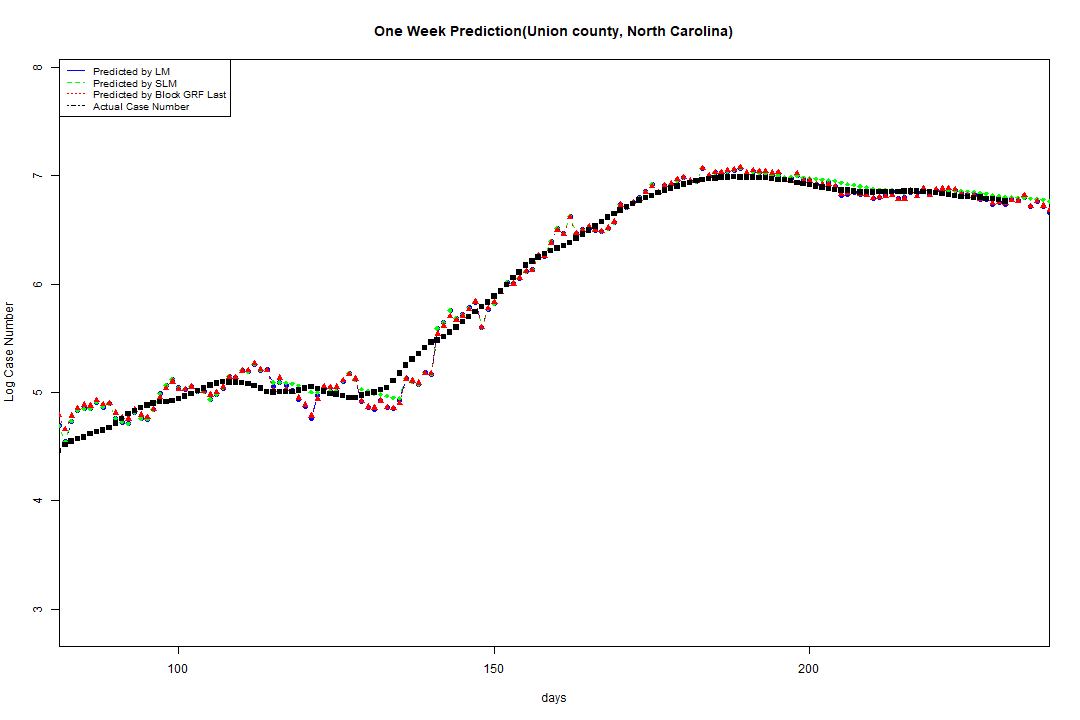 One Week Prediction(Union county, North Carolina)
Predicted by LM
Predicted by SLM
Predicted by Block GRF Last
Actual Case Number
8
7
6
5
4
3
Log Case Number
100 150 200
days